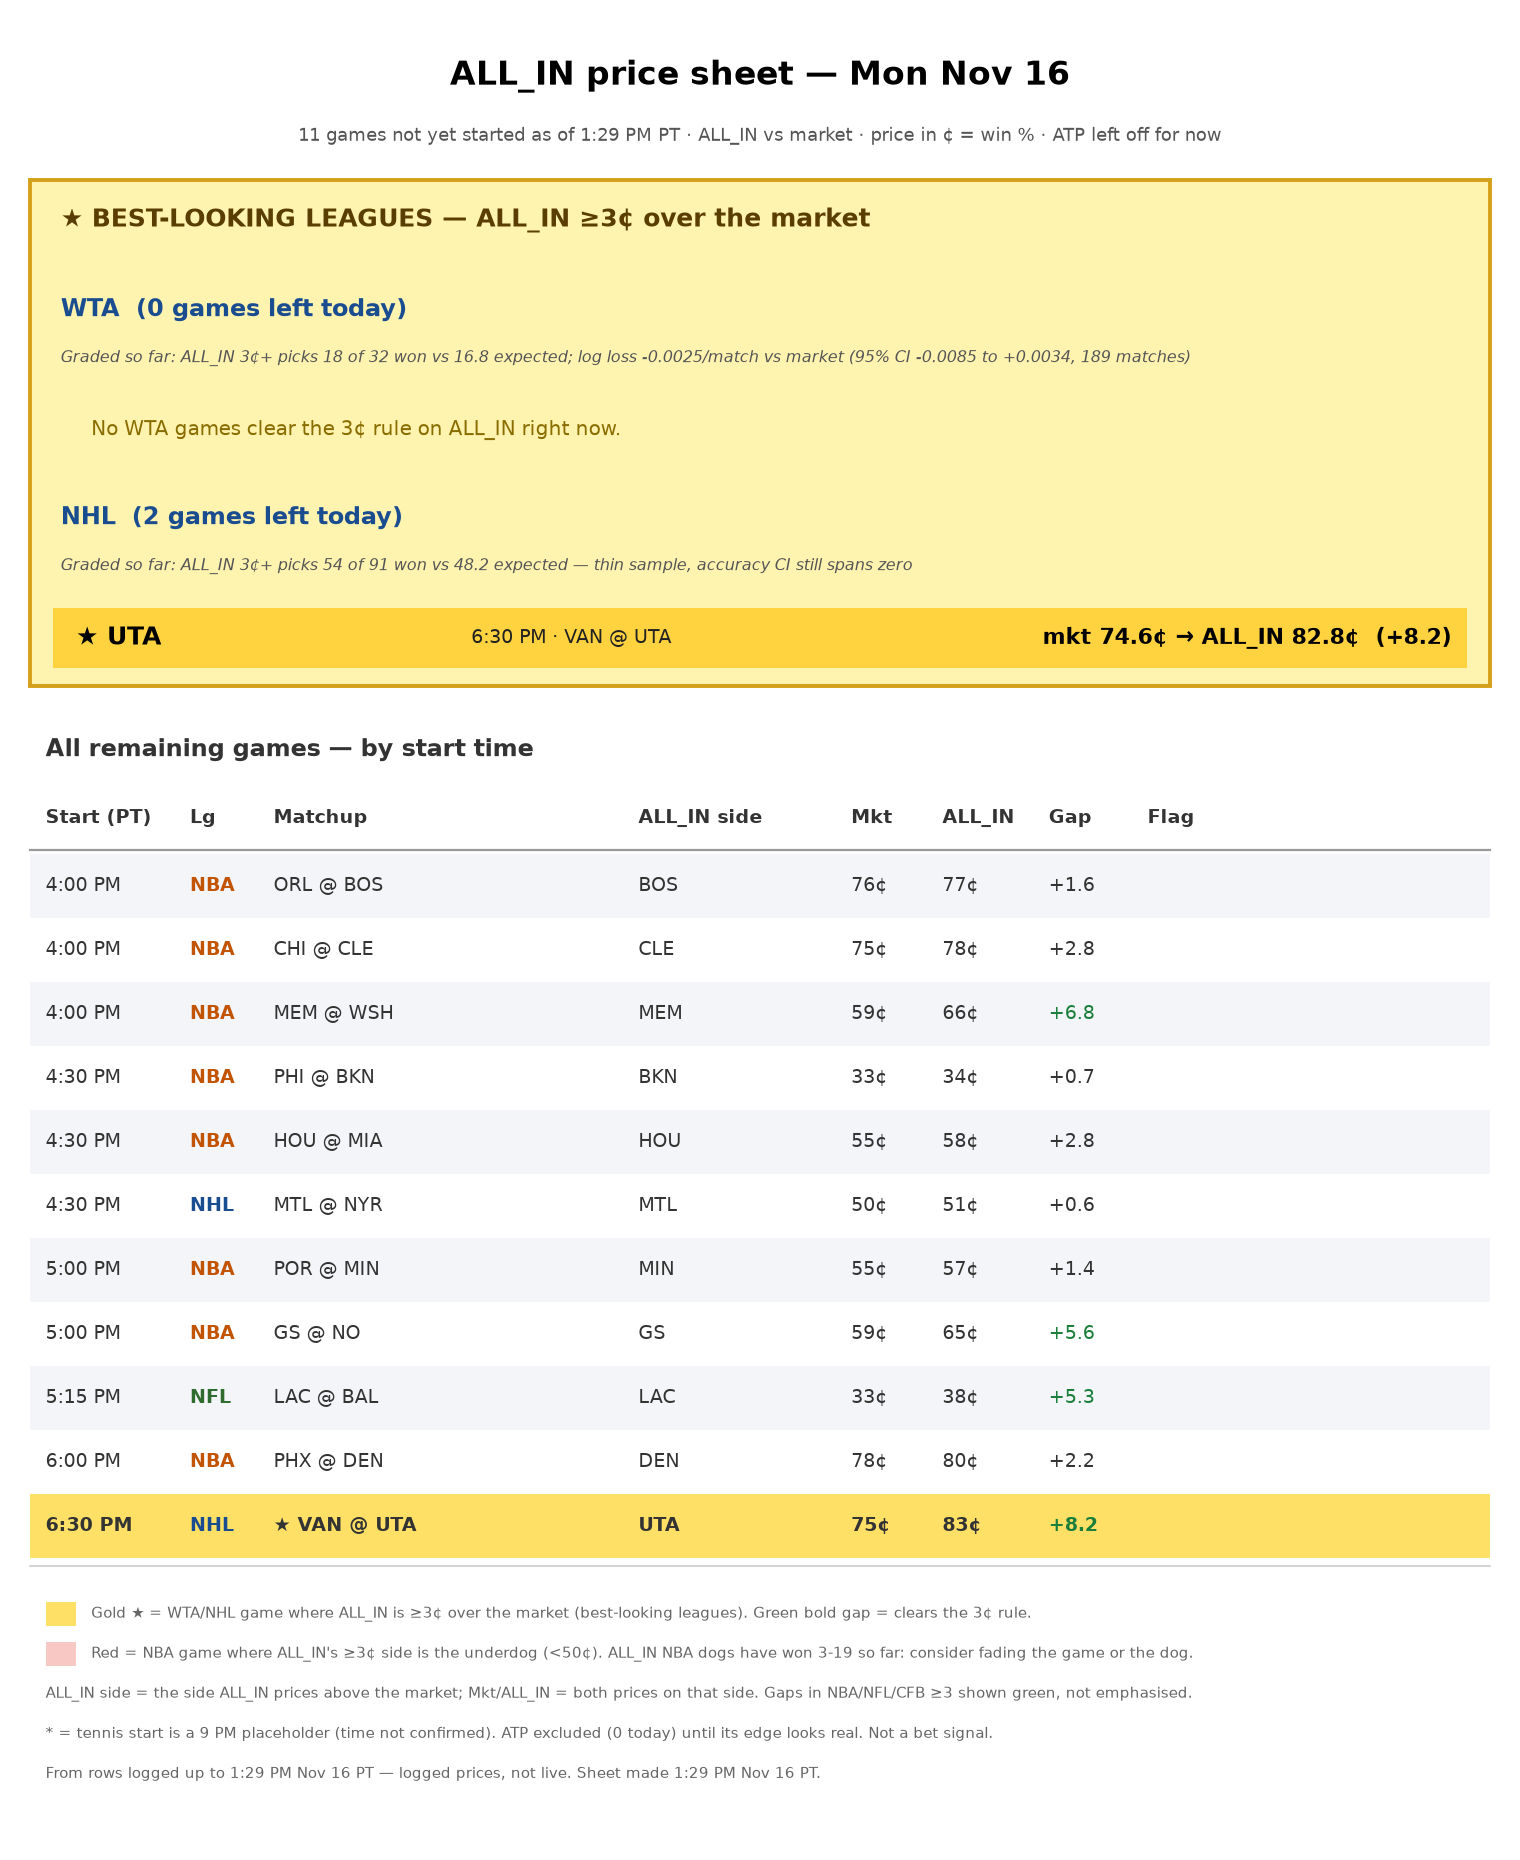 ALL_IN price sheet — Mon Nov 16
11 games not yet started as of 1:29 PM PT · ALL_IN vs market · price in ¢ = win % · ATP left off for now
★ BEST-LOOKING LEAGUES — ALL_IN ≥3¢ over the market
WTA (0 games left today)
Graded so far: ALL_IN 3¢+ picks 18 of 32 won vs 16.8 expected; log loss -0.0025/match vs market (95% CI -0.0085 to +0.0034, 189 matches)
No WTA games clear the 3¢ rule on ALL_IN right now.
NHL (2 games left today)
Graded so far: ALL_IN 3¢+ picks 54 of 91 won vs 48.2 expected — thin sample, accuracy CI still spans zero
★ UTA 6:30 PM · VAN @ UTA mkt 74.6¢ → ALL_IN 82.8¢ (+8.2)
All remaining games — by start time
Start (PT) Lg Matchup ALL_IN side Mkt ALL_IN Gap Flag
4:00 PM NBA ORL @ BOS BOS 76¢ 77¢ +1.6
4:00 PM NBA CHI @ CLE CLE 75¢ 78¢ +2.8
4:00 PM NBA MEM @ WSH MEM 59¢ 66¢ +6.8
4:30 PM NBA PHI @ BKN BKN 33¢ 34¢ +0.7
4:30 PM NBA HOU @ MIA HOU 55¢ 58¢ +2.8
4:30 PM NHL MTL @ NYR MTL 50¢ 51¢ +0.6
5:00 PM NBA POR @ MIN MIN 55¢ 57¢ +1.4
5:00 PM NBA GS @ NO GS 59¢ 65¢ +5.6
5:15 PM NFL LAC @ BAL LAC 33¢ 38¢ +5.3
6:00 PM NBA PHX @ DEN DEN 78¢ 80¢ +2.2
6:30 PM NHL ★ VAN @ UTA UTA 75¢ 83¢ +8.2
Gold ★ = WTA/NHL game where ALL_IN is ≥3¢ over the market (best-looking leagues). Green bold gap = clears the 3¢ rule.
Red = NBA game where ALL_IN's ≥3¢ side is the underdog (<50¢). ALL_IN NBA dogs have won 3-19 so far: consider fading the game or the dog.
ALL_IN side = the side ALL_IN prices above the market; Mkt/ALL_IN = both prices on that side. Gaps in NBA/NFL/CFB ≥3 shown green, not emphasised.
* = tennis start is a 9 PM placeholder (time not confirmed). ATP excluded (0 today) until its edge looks real. Not a bet signal.
From rows logged up to 1:29 PM Nov 16 PT — logged prices, not live. Sheet made 1:29 PM Nov 16 PT.